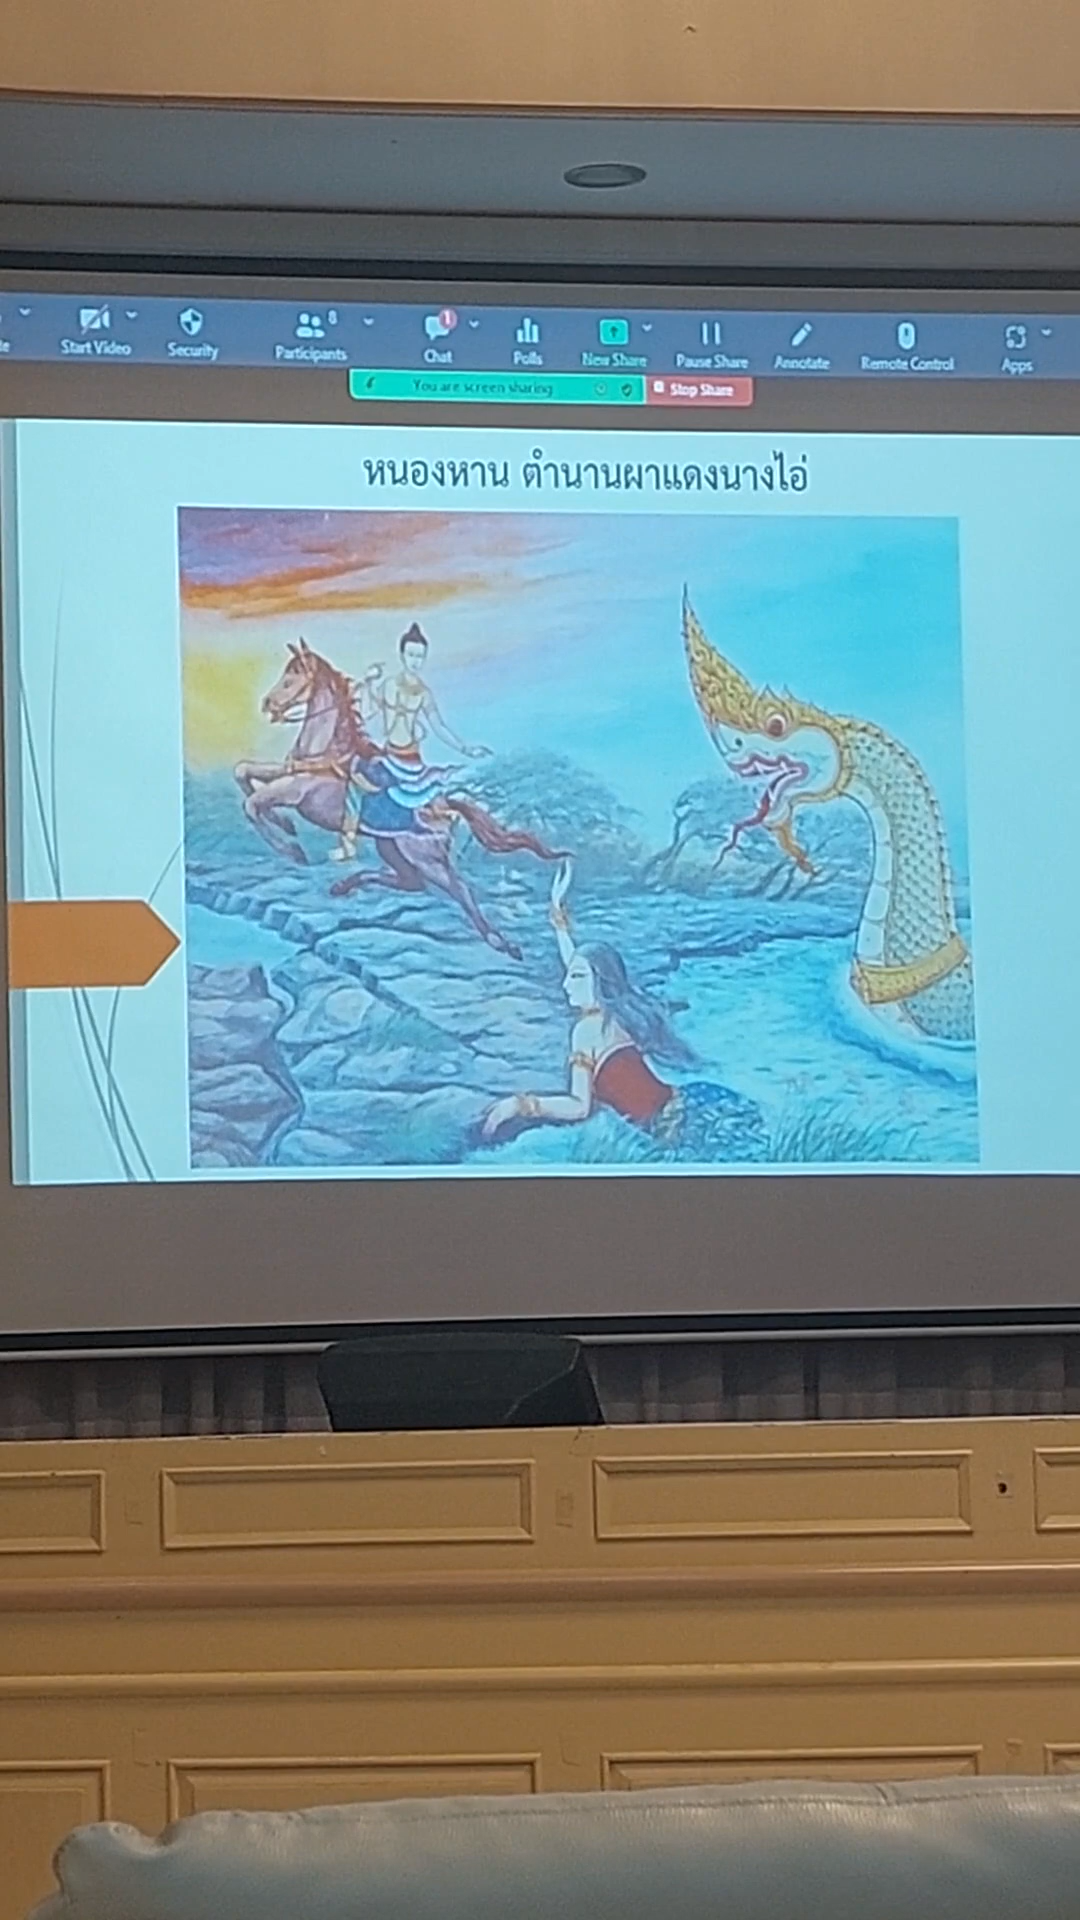 Start Video
Security
Participants
8
Chat
1
Polls
New Share
Pause Share
Annotate
Remote Control
Apps
You are screen sharing
Stop Share
หนองหาน ตำนานผาแดงนางไอ่